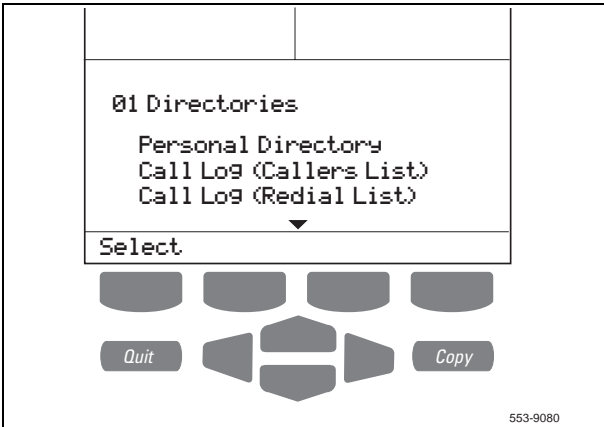 01 Directories
Personal Directory
Call Log (Callers List)
Call Log (Redial List)
Select
Quit
Copy
553-9080